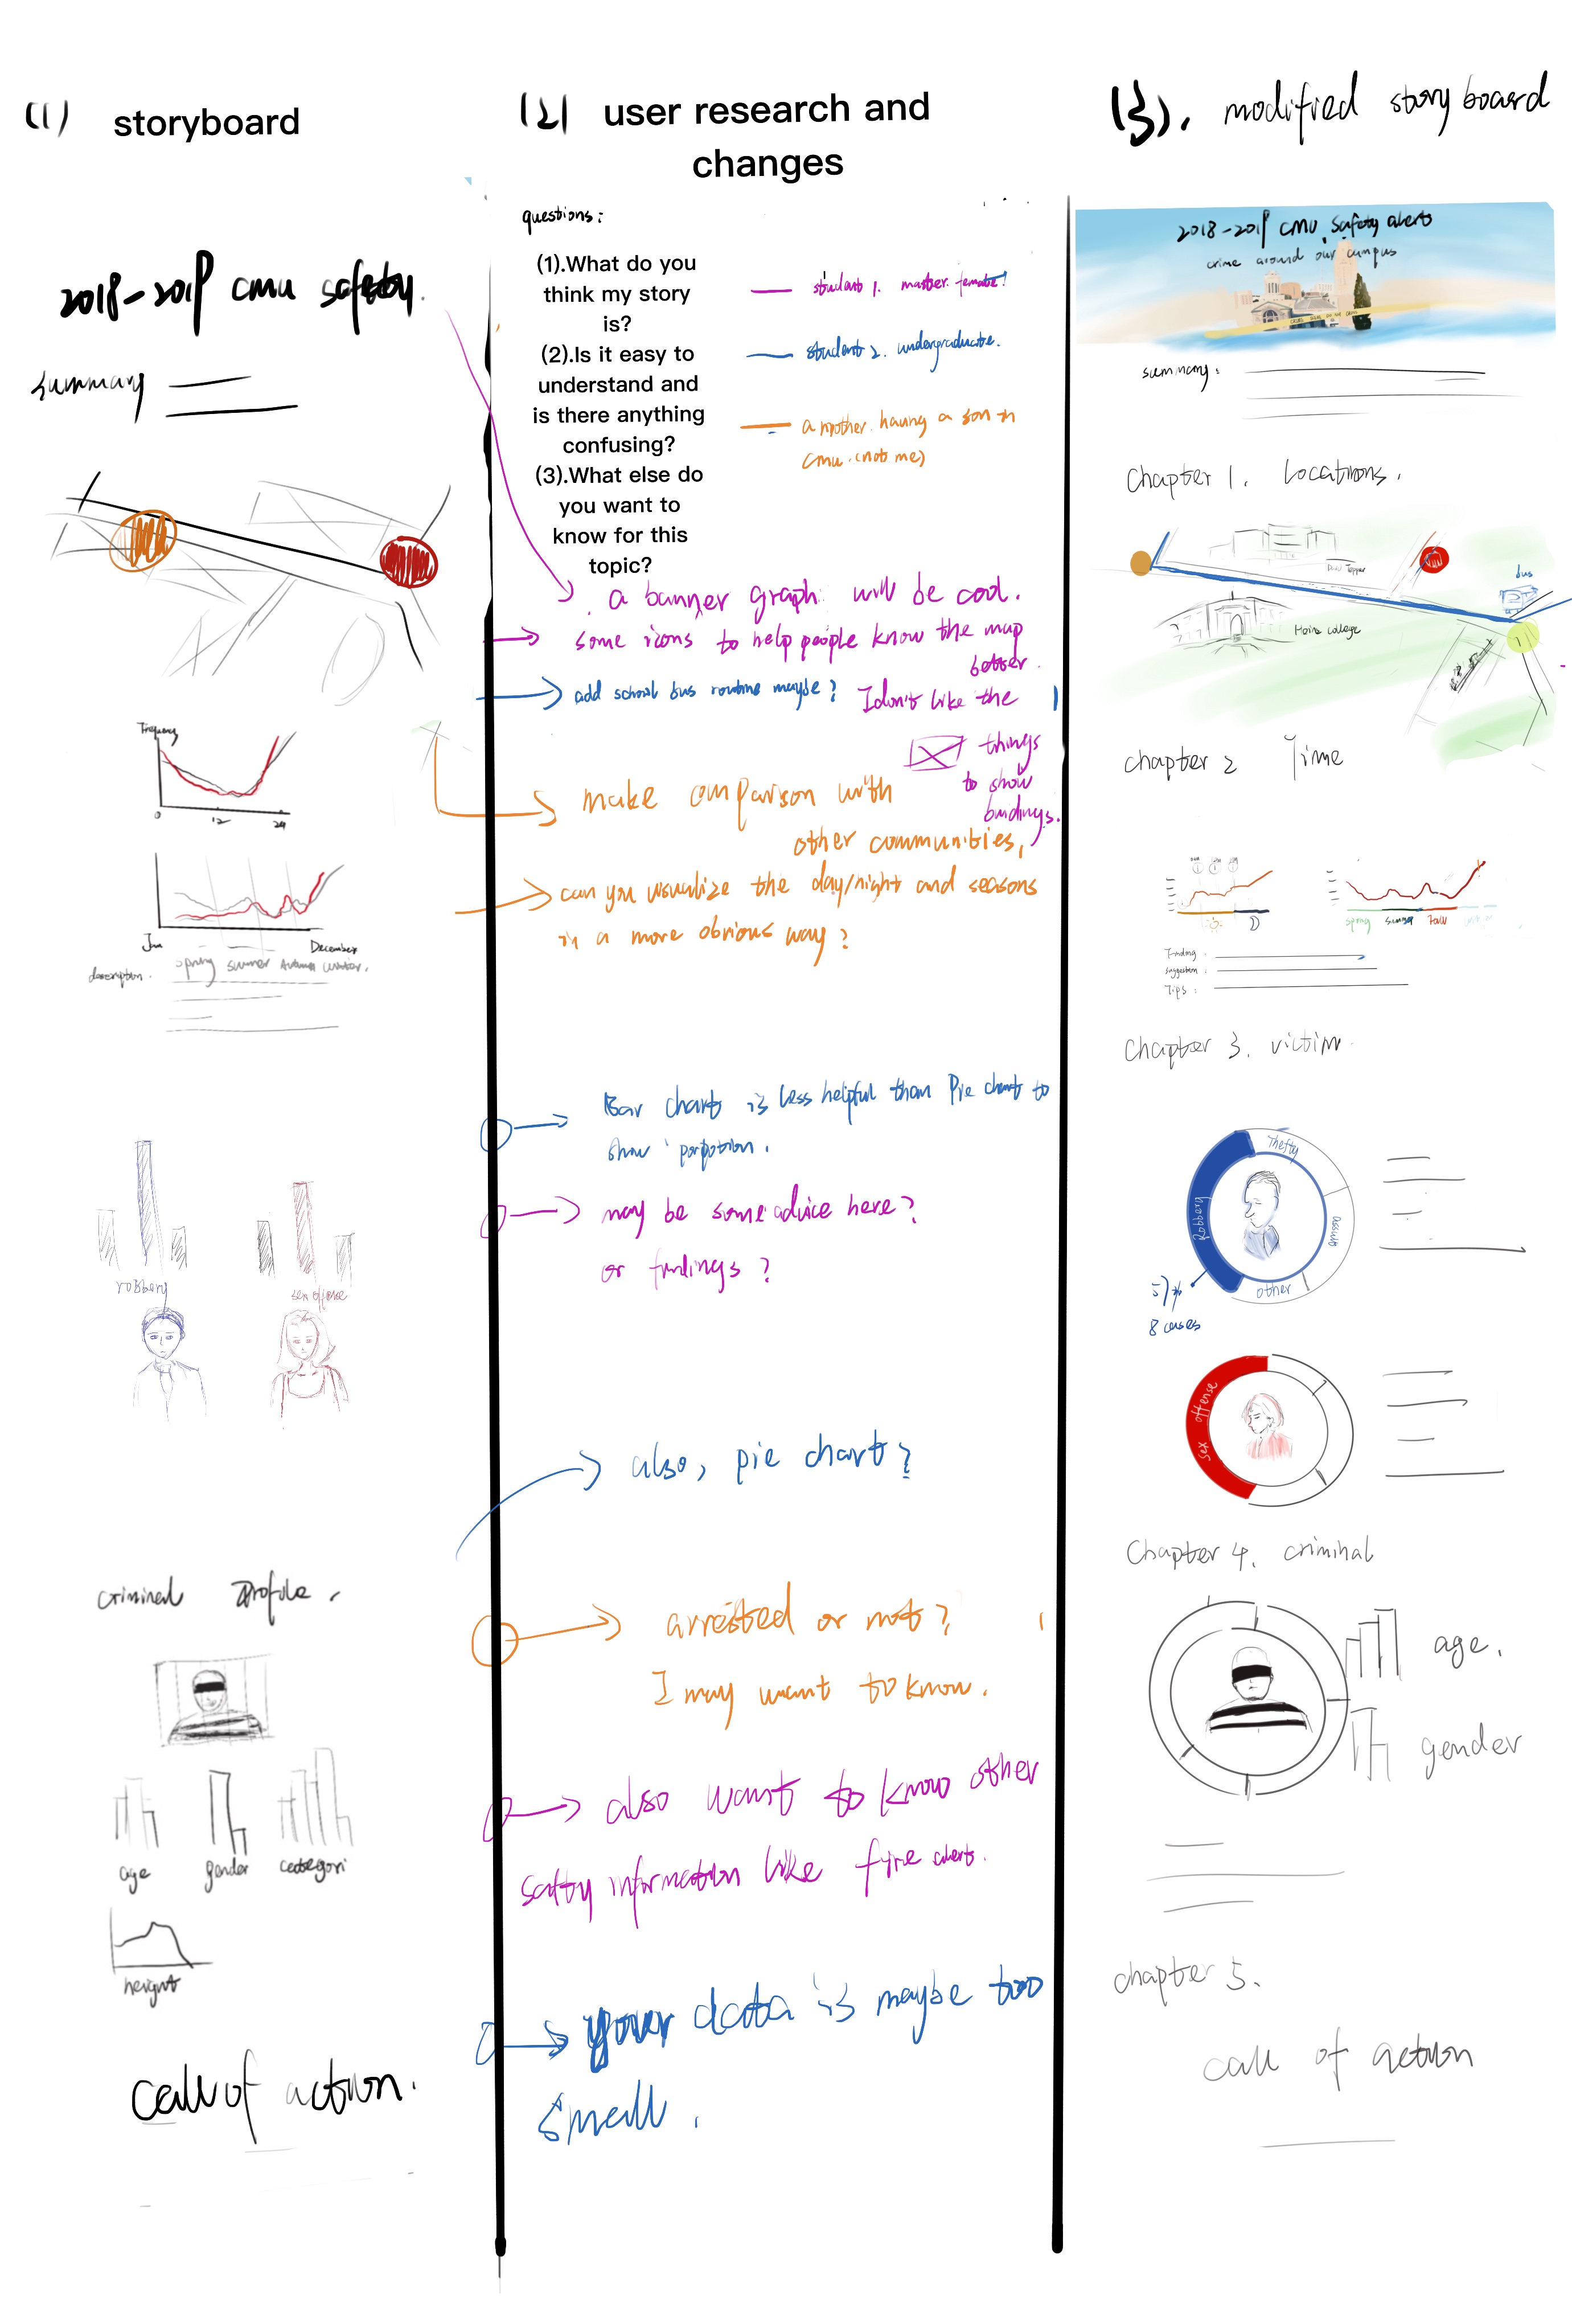 (1) storyboard
2018-2019 cmu safety.
summary
Frequency
0 12 24
Jan December
description. spring summer Autumn winter.
robbery
sex offense
criminal Profile.
age gender
height
call of action.
(2) user research and
changes
questions:
(1).What do you
think my story
is?
(2).Is it easy to
understand and
is there anything
confusing?
(3).What else do
you want to
know for this
topic?
student 1. master. female!
student 2. undergraduate.
a mother. having a son in
cmu. (not me)
a banner graph will be cool.
some icons to help people know the map
better.
add school bus routine maybe?
I don't like the
things
to show
buidings.
make comparison with
other communities,
can you visualize the day/night and seasons
in a more obvious way?
Bar chart is less helpful than Pie chart to
show
may be some advice here?
or findings?
also, pie chart?
arrested or not?
I may want to know.
also want to know other
information like fire alerts.
your data is maybe too
small.
(3). modified storyboard
2018-2019 cmu safety alerts
crime around our campus
summary:
Chapter 1. Locations.
bus
Tepper
Heinz college
chapter 2 Time
spring summer Fall
Finding:
suggestion:
Tips:
Chapter 3. victim.
Thefty
Robbery
other
57%
8 cases
sex offense
Chapter 4. criminal
age.
gender
chapter 5.
call of action